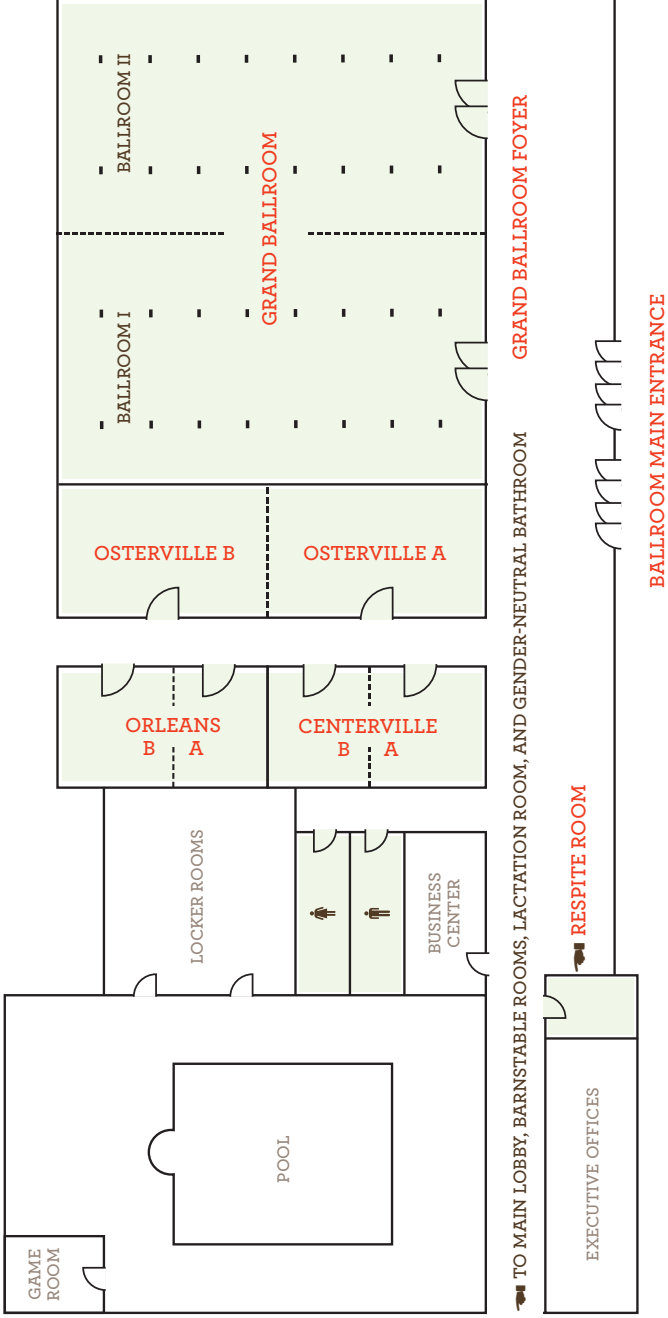 BALLROOM II
GRAND BALLROOM
BALLROOM I
GRAND BALLROOM FOYER
BALLROOM MAIN ENTRANCE
OSTERVILLE B
OSTERVILLE A
ORLEANS
B A
CENTERVILLE
B A
LOCKER ROOMS
BUSINESS
CENTER
RESPITE ROOM
TO MAIN LOBBY, BARNSTABLE ROOMS, LACTATION ROOM, AND GENDER-NEUTRAL BATHROOM
POOL
EXECUTIVE OFFICES
GAME
ROOM